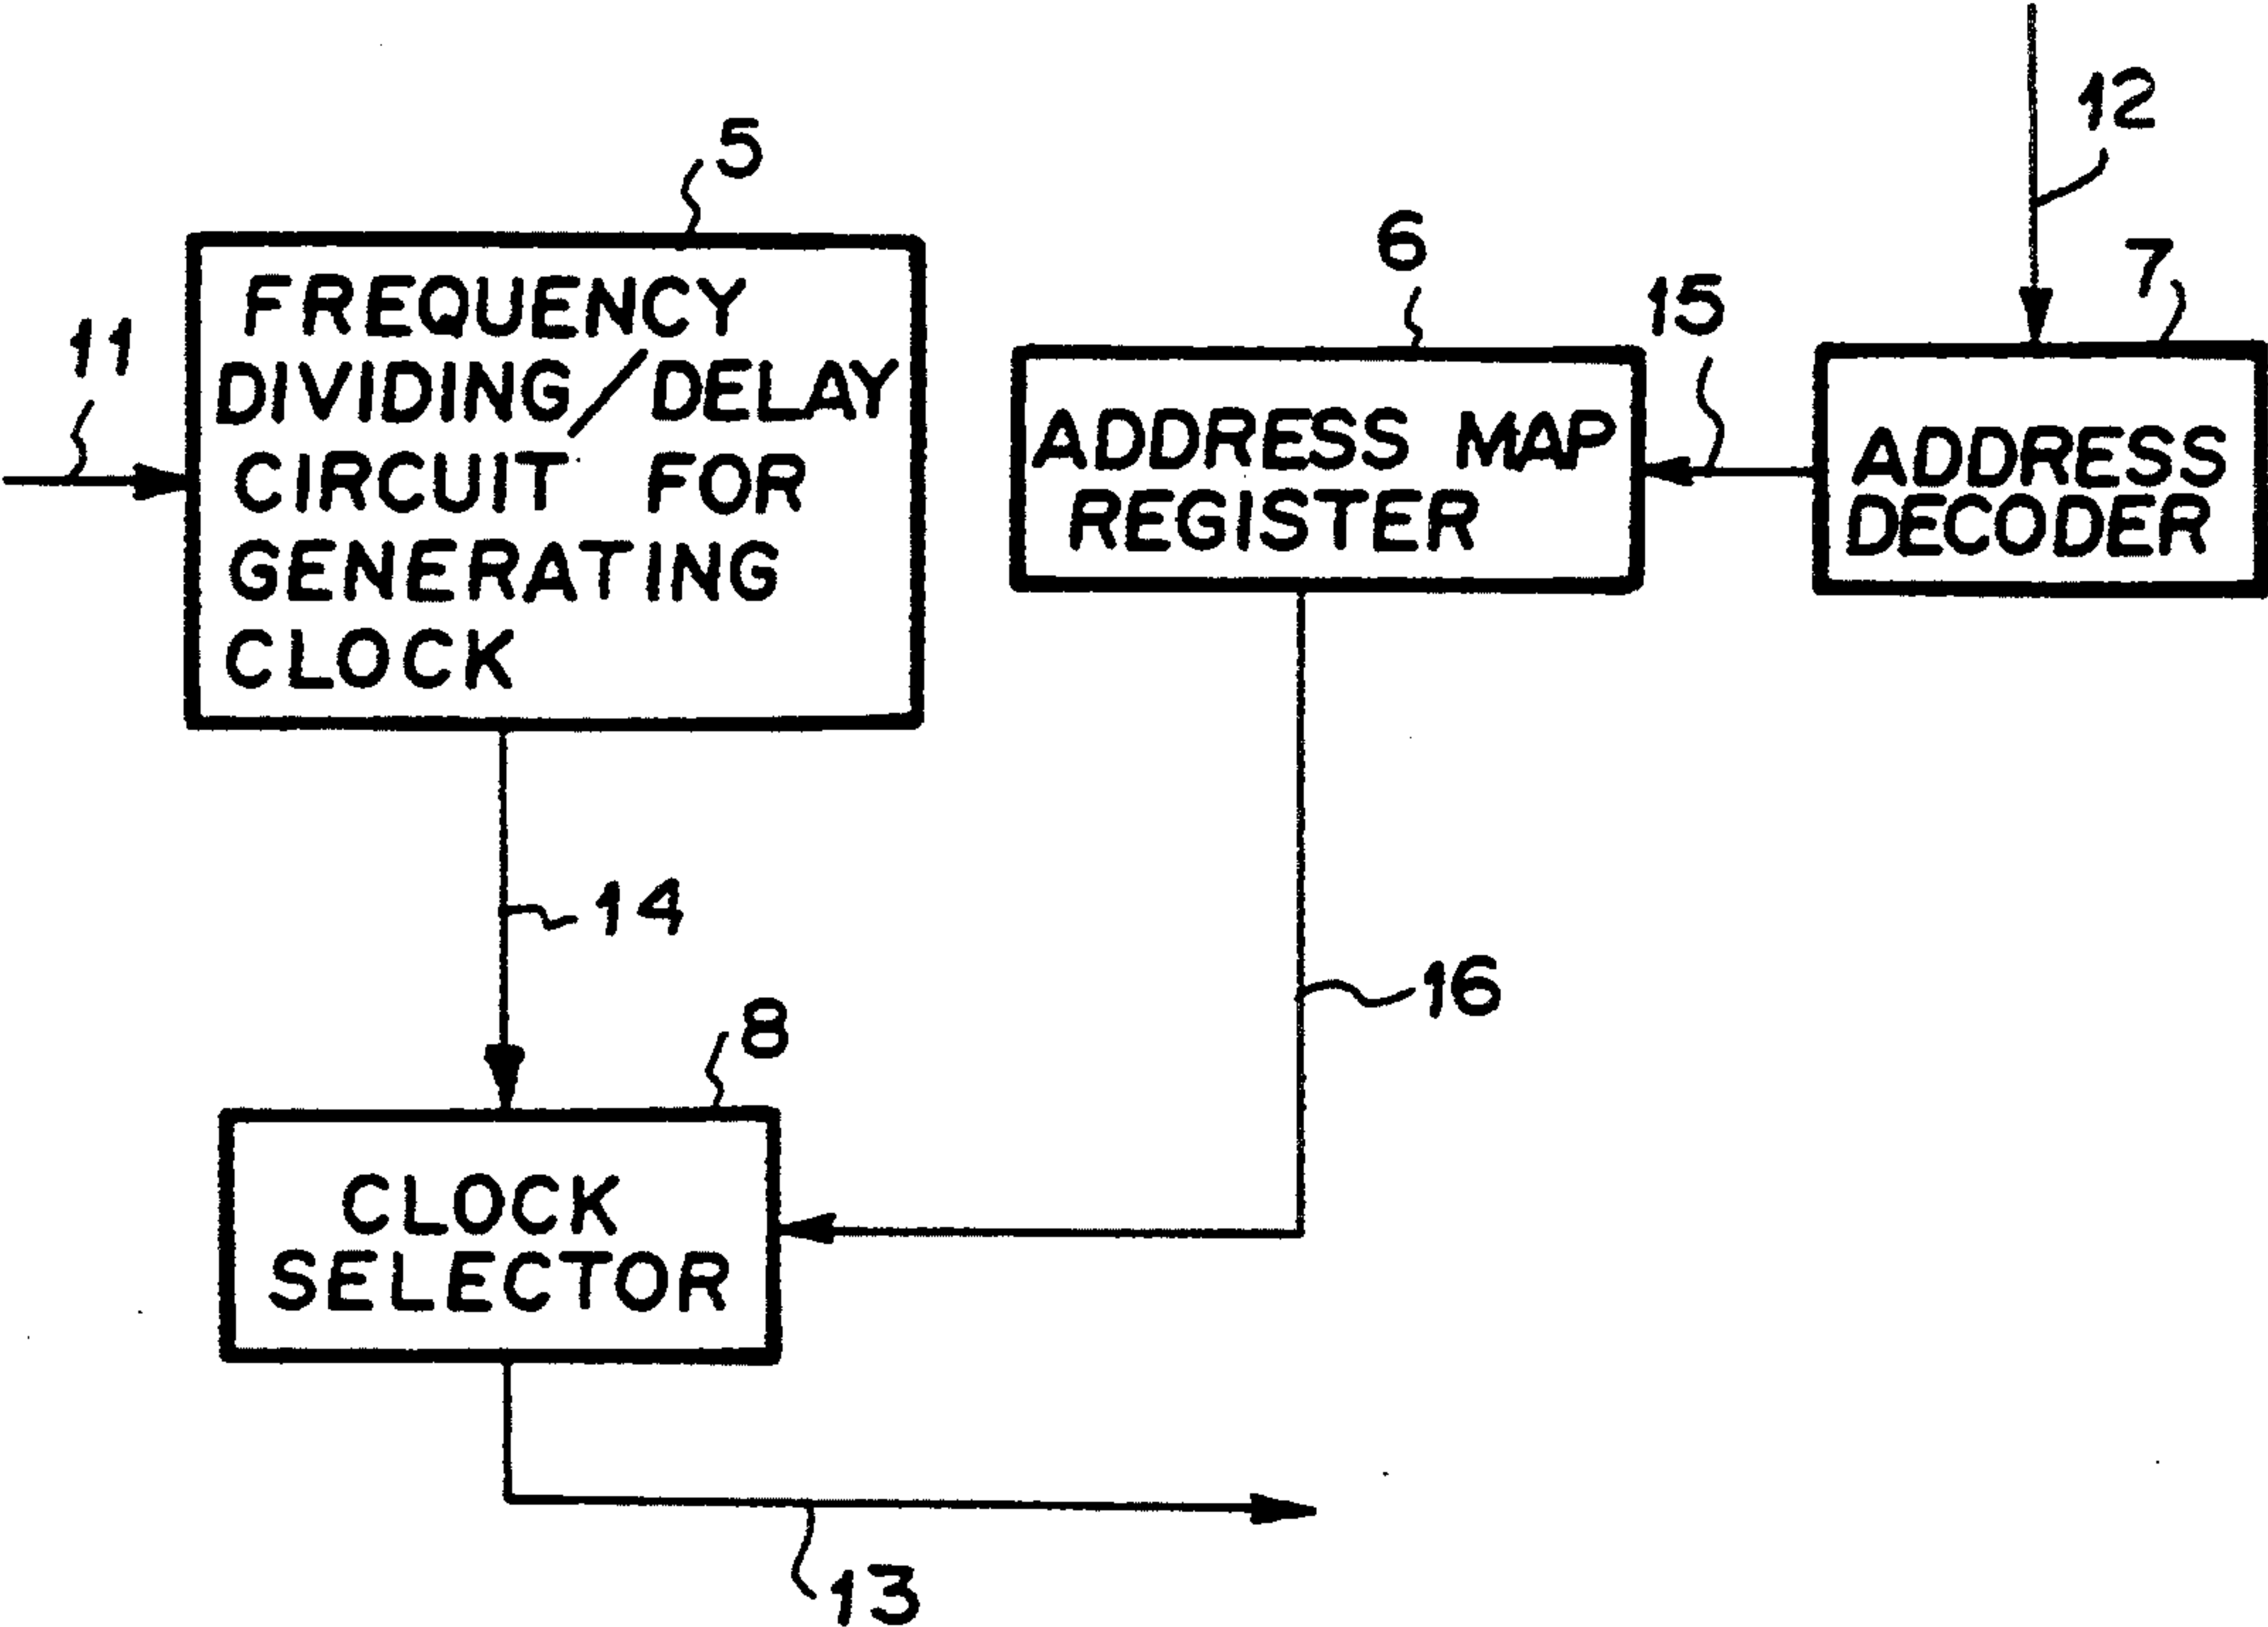 5
11
FREQUENCY
DIVIDING/DELAY
CIRCUIT FOR
GENERATING
CLOCK
6
ADDRESS MAP
REGISTER
15
12
7
ADDRESS
DECODER
14
16
8
CLOCK
SELECTOR
13